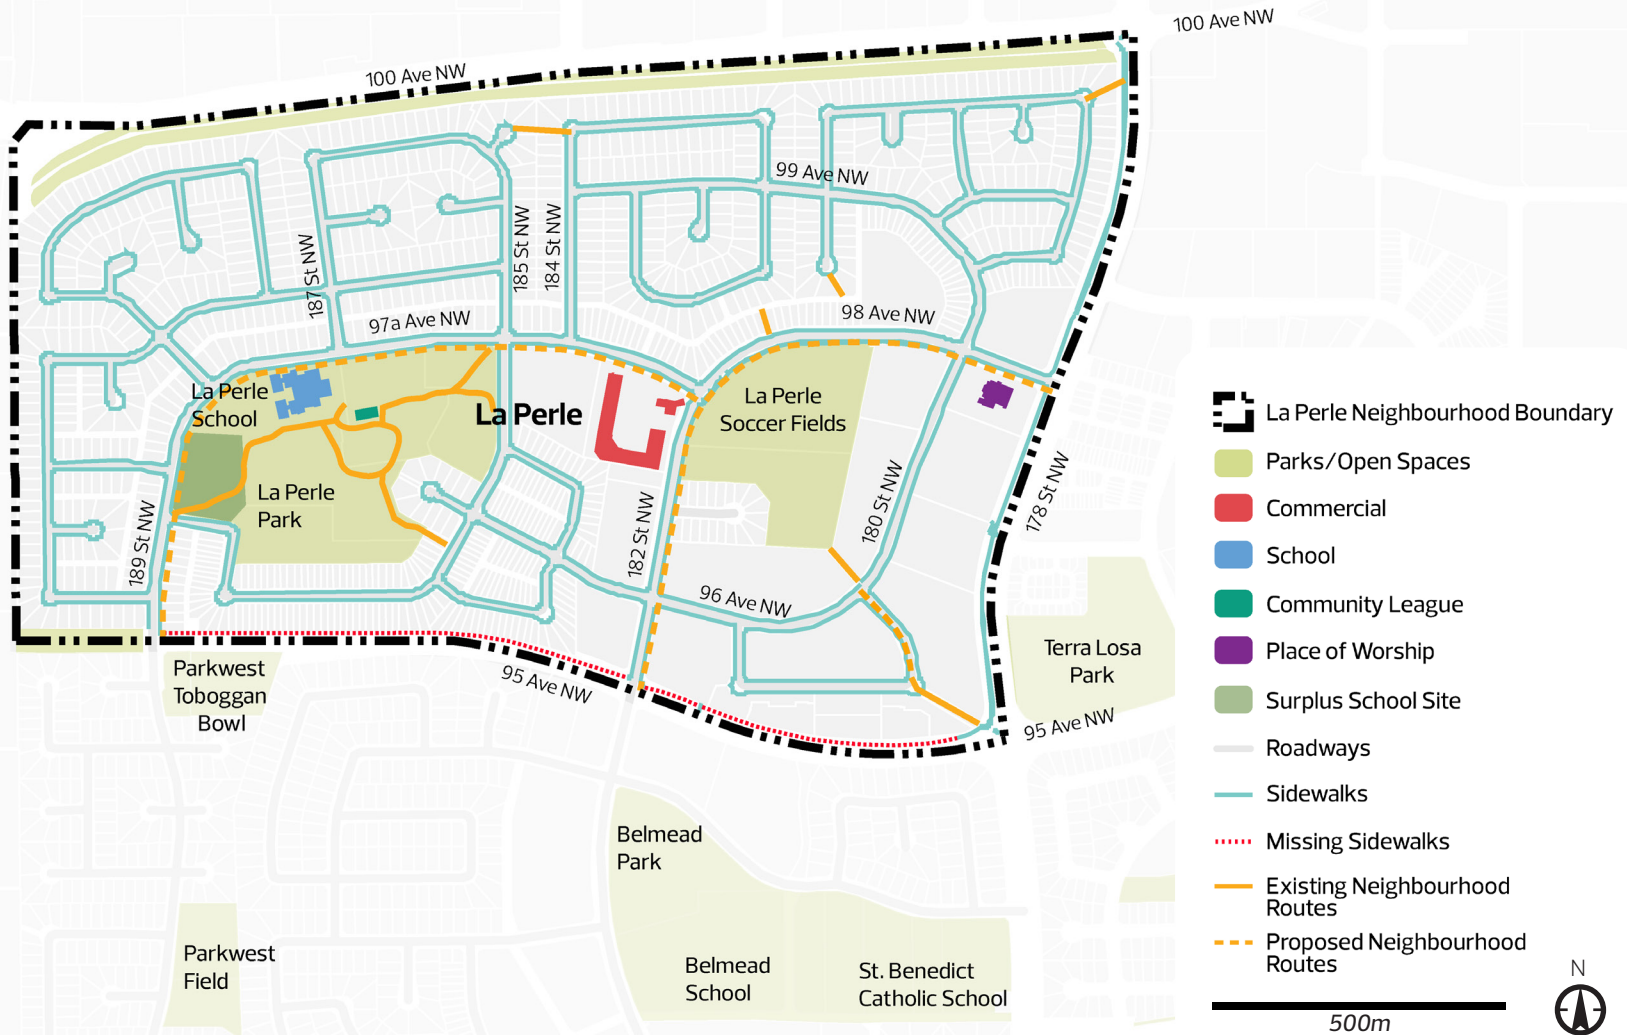 100 Ave NW
100 Ave NW
99 Ave NW
187 St NW
185 St NW
184 St NW
98 Ave NW
97a Ave NW
La Perle
School
La Perle
La Perle
Soccer Fields
La Perle
Park
189 St NW
182 St NW
180 St NW
178 St NW
96 Ave NW
95 Ave NW
95 Ave NW
Parkwest
Toboggan
Bowl
Terra Losa
Park
Belmead
Park
Parkwest
Field
Belmead
School
St. Benedict
Catholic School
La Perle Neighbourhood Boundary
Parks/Open Spaces
Commercial
School
Community League
Place of Worship
Surplus School Site
Roadways
Sidewalks
Missing Sidewalks
Existing Neighbourhood
Routes
Proposed Neighbourhood
Routes
N
500m